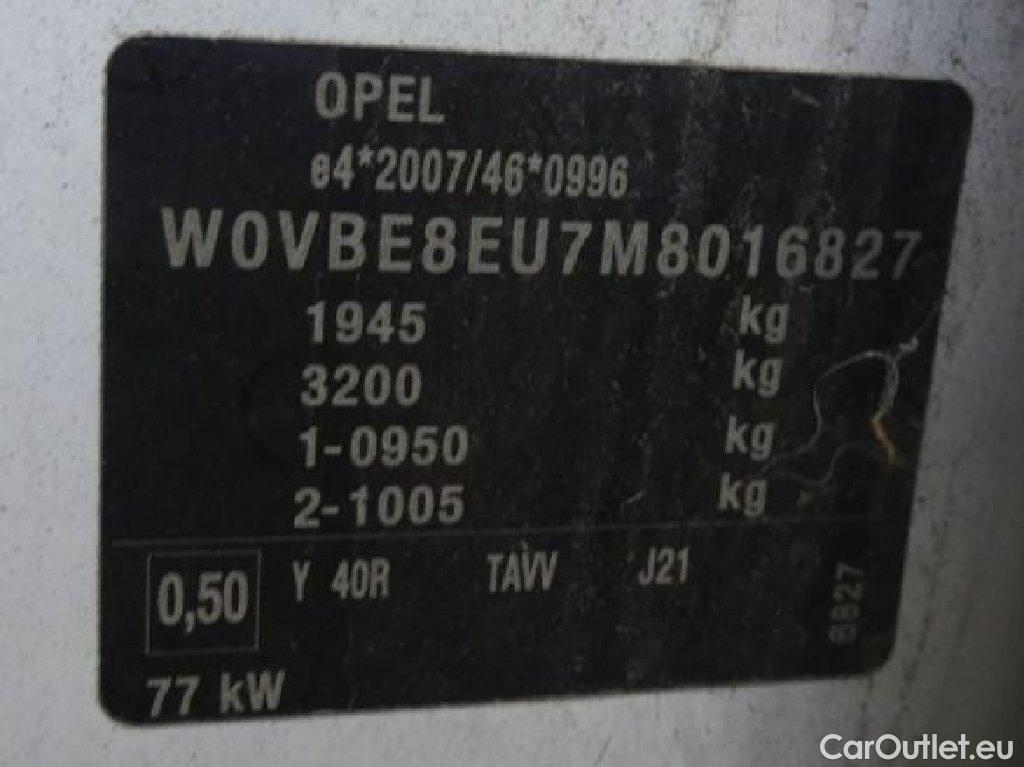 OPEL
e4*2007/46*0996
W0VBE8EU7M8016827
1945 kg
3200 kg
1-0950 kg
2-1005 kg
0,50 Y 40R TAVV J21
B827
77 kW
CarOutlet.eu